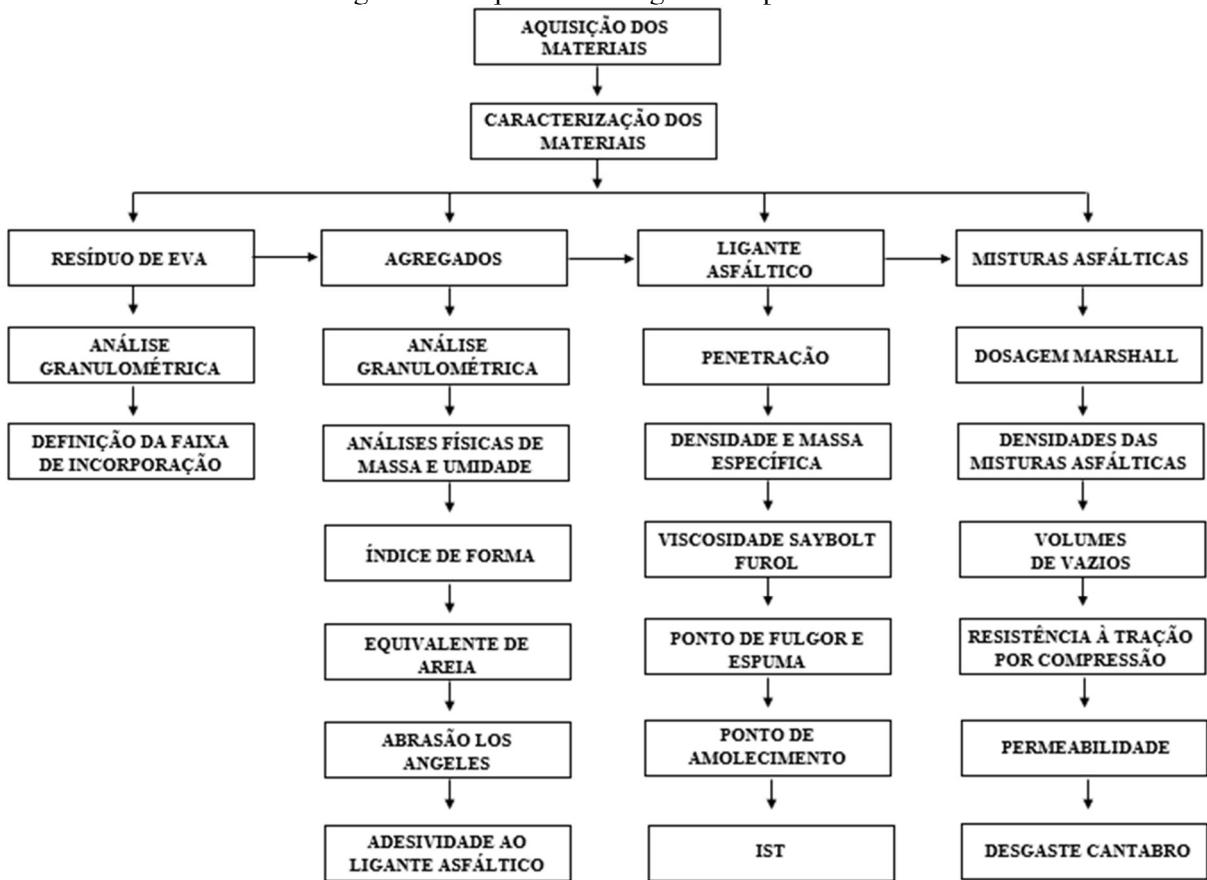 AQUISIÇÃO DOS
MATERIAIS
CARACTERIZAÇÃO DOS
MATERIAIS
RESÍDUO DE EVA
AGREGADOS
LIGANTE
ASFÁLTICO
MISTURAS ASFÁLTICAS
ANÁLISE
GRANULOMÉTRICA
DEFINIÇÃO DA FAIXA
DE INCORPORAÇÃO
ANÁLISE
GRANULOMÉTRICA
ANÁLISES FÍSICAS DE
MASSA E UMIDADE
ÍNDICE DE FORMA
EQUIVALENTE DE
AREIA
ABRASÃO LOS
ANGELES
ADESIVIDADE AO
LIGANTE ASFÁLTICO
PENETRAÇÃO
DENSIDADE E MASSA
ESPECÍFICA
VISCOSIDADE SAYBOLT
FUROL
PONTO DE FULGOR E
ESPUMA
PONTO DE
AMOLECIMENTO
IST
DOSAGEM MARSHALL
DENSIDADES DAS
MISTURAS ASFÁLTICAS
VOLUMES
DE VAZIOS
RESISTÊNCIA À TRAÇÃO
POR COMPRESSÃO
PERMEABILIDADE
DESGASTE CANTABRO